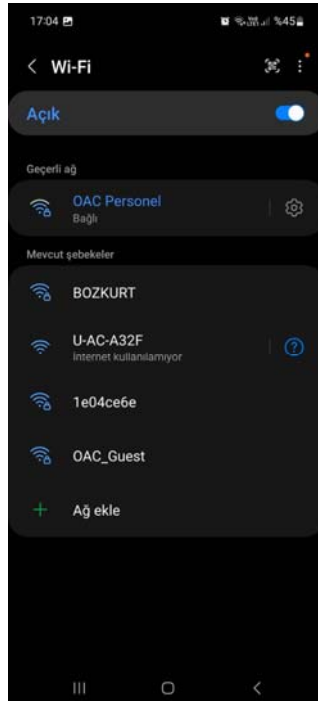 17:04 %45
Wi-Fi
Açık
Geçerli ağ
OAC Personel
Bağlı
Mevcut şebekeler
BOZKURT
U-AC-A32F
İnternet kullanılamıyor
1e04ce6e
OAC_Guest
Ağ ekle